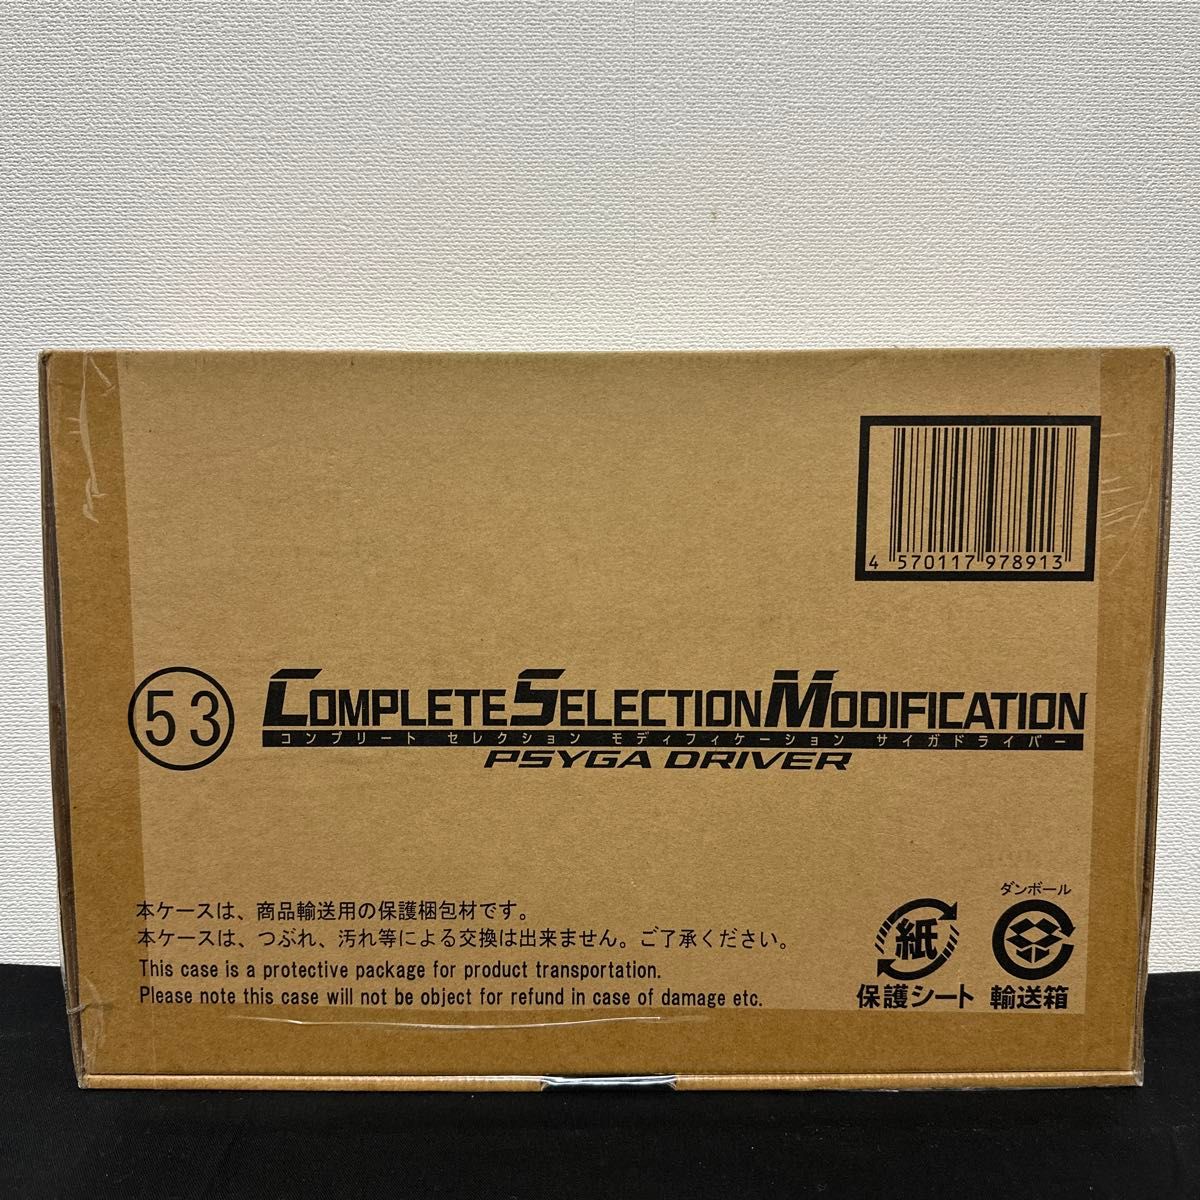 4 570117 978913
53
COMPLETE SELECTION MODIFICATION
コンプリート セレクション モディフィケーション サイガドライバー
PSYGA DRIVER
本ケースは、商品輸送用の保護梱包材です。
本ケースは、つぶれ、汚れ等による交換は出来ません。ご了承ください。
This case is a protective package for product transportation.
Please note this case will not be object for refund in case of damage etc.
ダンボール
紙
保護シート 輸送箱